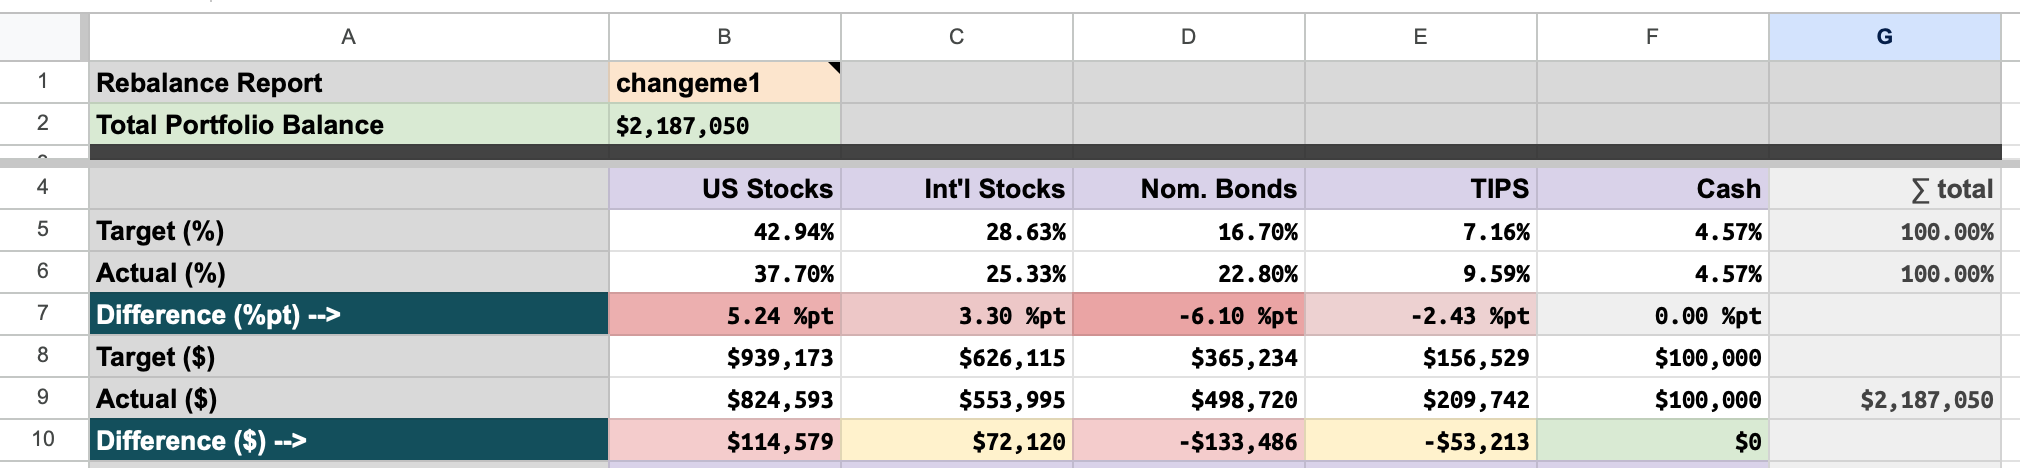 A B C D E F G
1 Rebalance Report changeme1
2 Total Portfolio Balance $2,187,050
4 US Stocks Int'l Stocks Nom. Bonds TIPS Cash ∑ total
5 Target (%) 42.94% 28.63% 16.70% 7.16% 4.57% 100.00%
6 Actual (%) 37.70% 25.33% 22.80% 9.59% 4.57% 100.00%
7 Difference (%pt) --> 5.24 %pt 3.30 %pt -6.10 %pt -2.43 %pt 0.00 %pt
8 Target ($) $939,173 $626,115 $365,234 $156,529 $100,000
9 Actual ($) $824,593 $553,995 $498,720 $209,742 $100,000 $2,187,050
10 Difference ($) --> $114,579 $72,120 -$133,486 -$53,213 $0